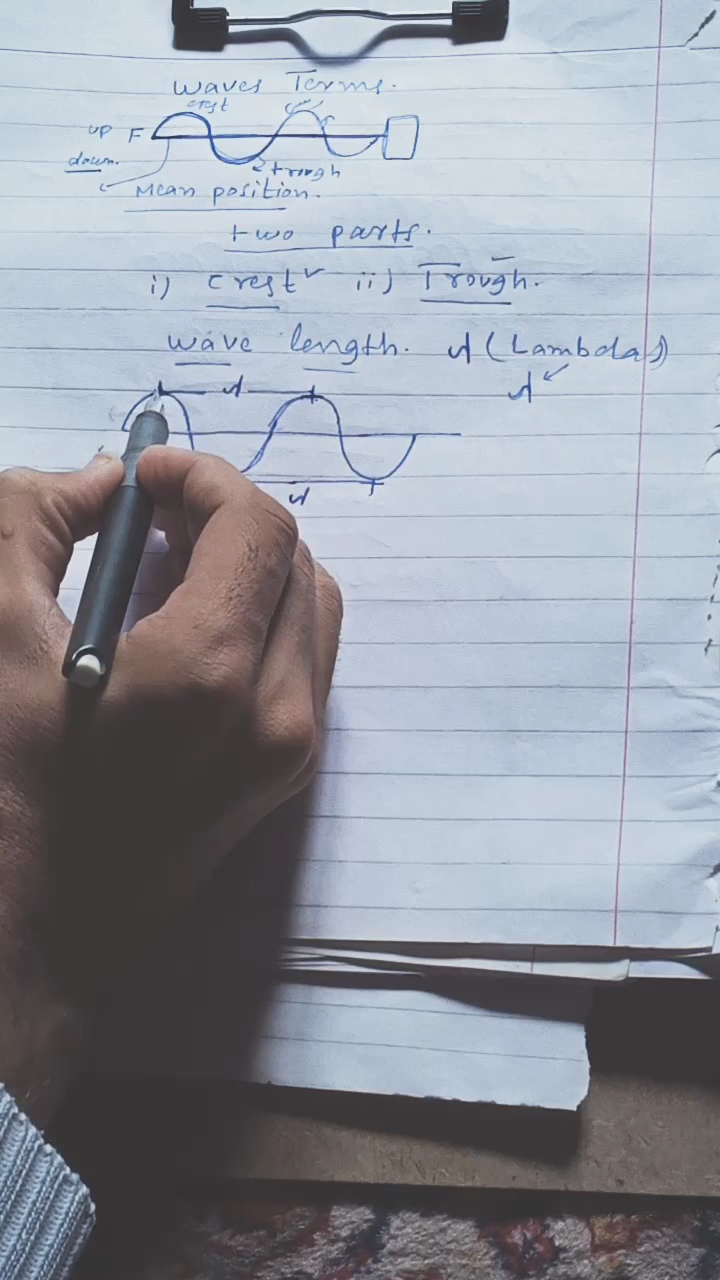 Waves Terms.
crest
up F
down.
trough
Mean position.
two parts.
i) crest ii) Trough.
wave length. λ (Lambda)
λ
λ
λ